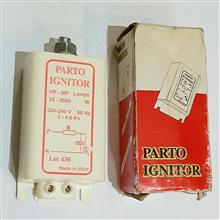 PARTO
IGNITOR
HP - MP Lamps
35-2000 W
200-240 V 50 Hz
3-4.5 Kv
P
B
N
Lot 430
Made in IRAN
PARTO
IGNITOR